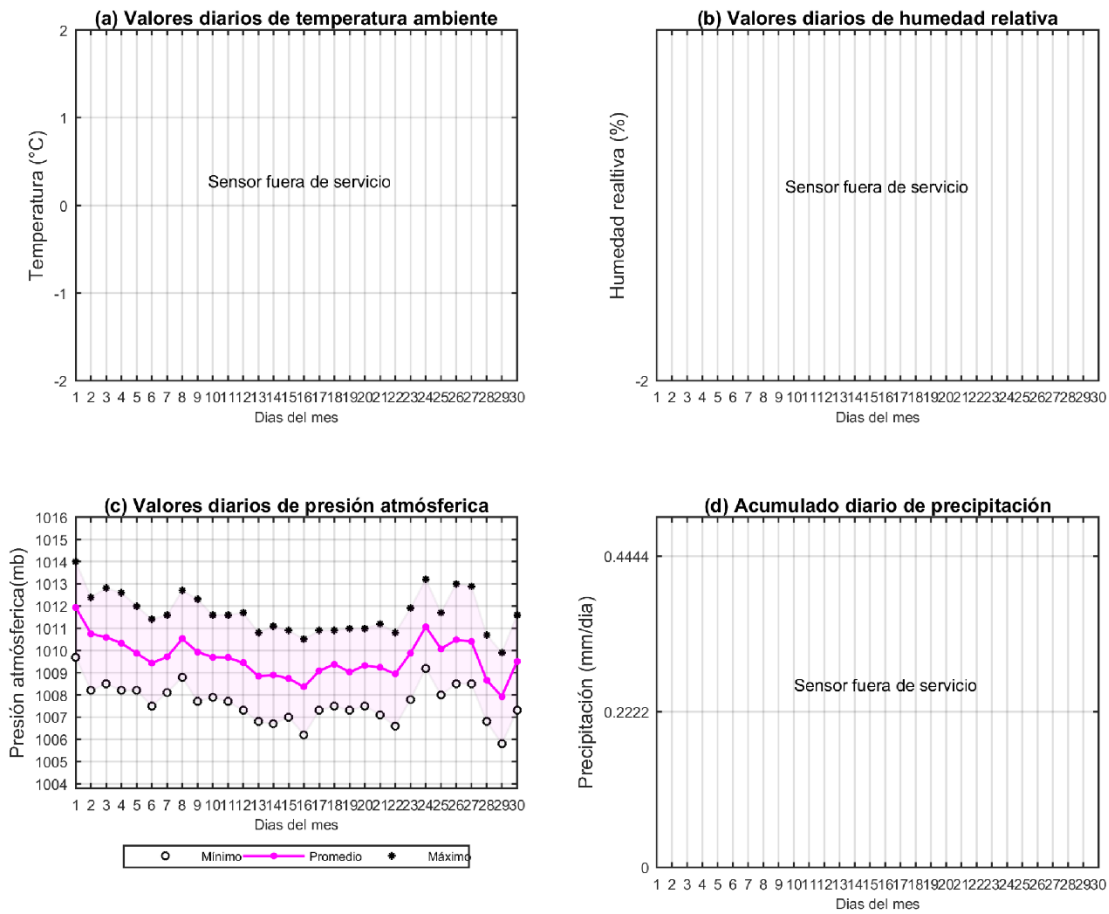 (a) Valores diarios de temperatura ambiente
2
1
0
-1
-2
Temperatura (°C)
Sensor fuera de servicio
1 2 3 4 5 6 7 8 9 10 11 12 13 14 15 16 17 18 19 20 21 22 23 24 25 26 27 28 29 30
Dias del mes
(b) Valores diarios de humedad relativa
Humedad realtiva (%)
Sensor fuera de servicio
-2
1 2 3 4 5 6 7 8 9 10 11 12 13 14 15 16 17 18 19 20 21 22 23 24 25 26 27 28 29 30
Dias del mes
(c) Valores diarios de presión atmósferica
1016
1015
1014
1013
1012
1011
1010
1009
1008
1007
1006
1005
1004
Presión atmósferica(mb)
1 2 3 4 5 6 7 8 9 10 11 12 13 14 15 16 17 18 19 20 21 22 23 24 25 26 27 28 29 30
Dias del mes
Mínimo Promedio Máximo
(d) Acumulado diario de precipitación
0.4444
0.2222
0
Precipitación (mm/dia)
Sensor fuera de servicio
1 2 3 4 5 6 7 8 9 10 11 12 13 14 15 16 17 18 19 20 21 22 23 24 25 26 27 28 29 30
Dias del mes